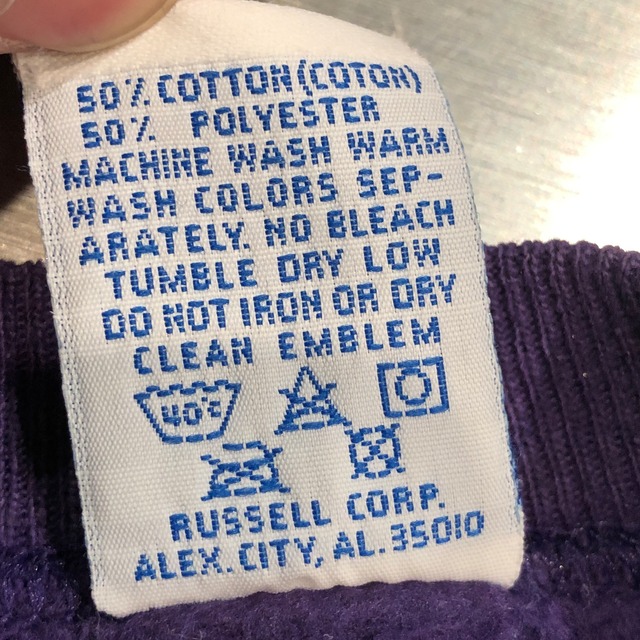 50% COTTON (COTON)
50% POLYESTER
MACHINE WASH WARM
WASH COLORS SEP-
ARATELY. NO BLEACH
TUMBLE DRY LOW
DO NOT IRON OR DRY
CLEAN EMBLEM
40°C
RUSSELL CORP.
ALEX. CITY, AL. 35010